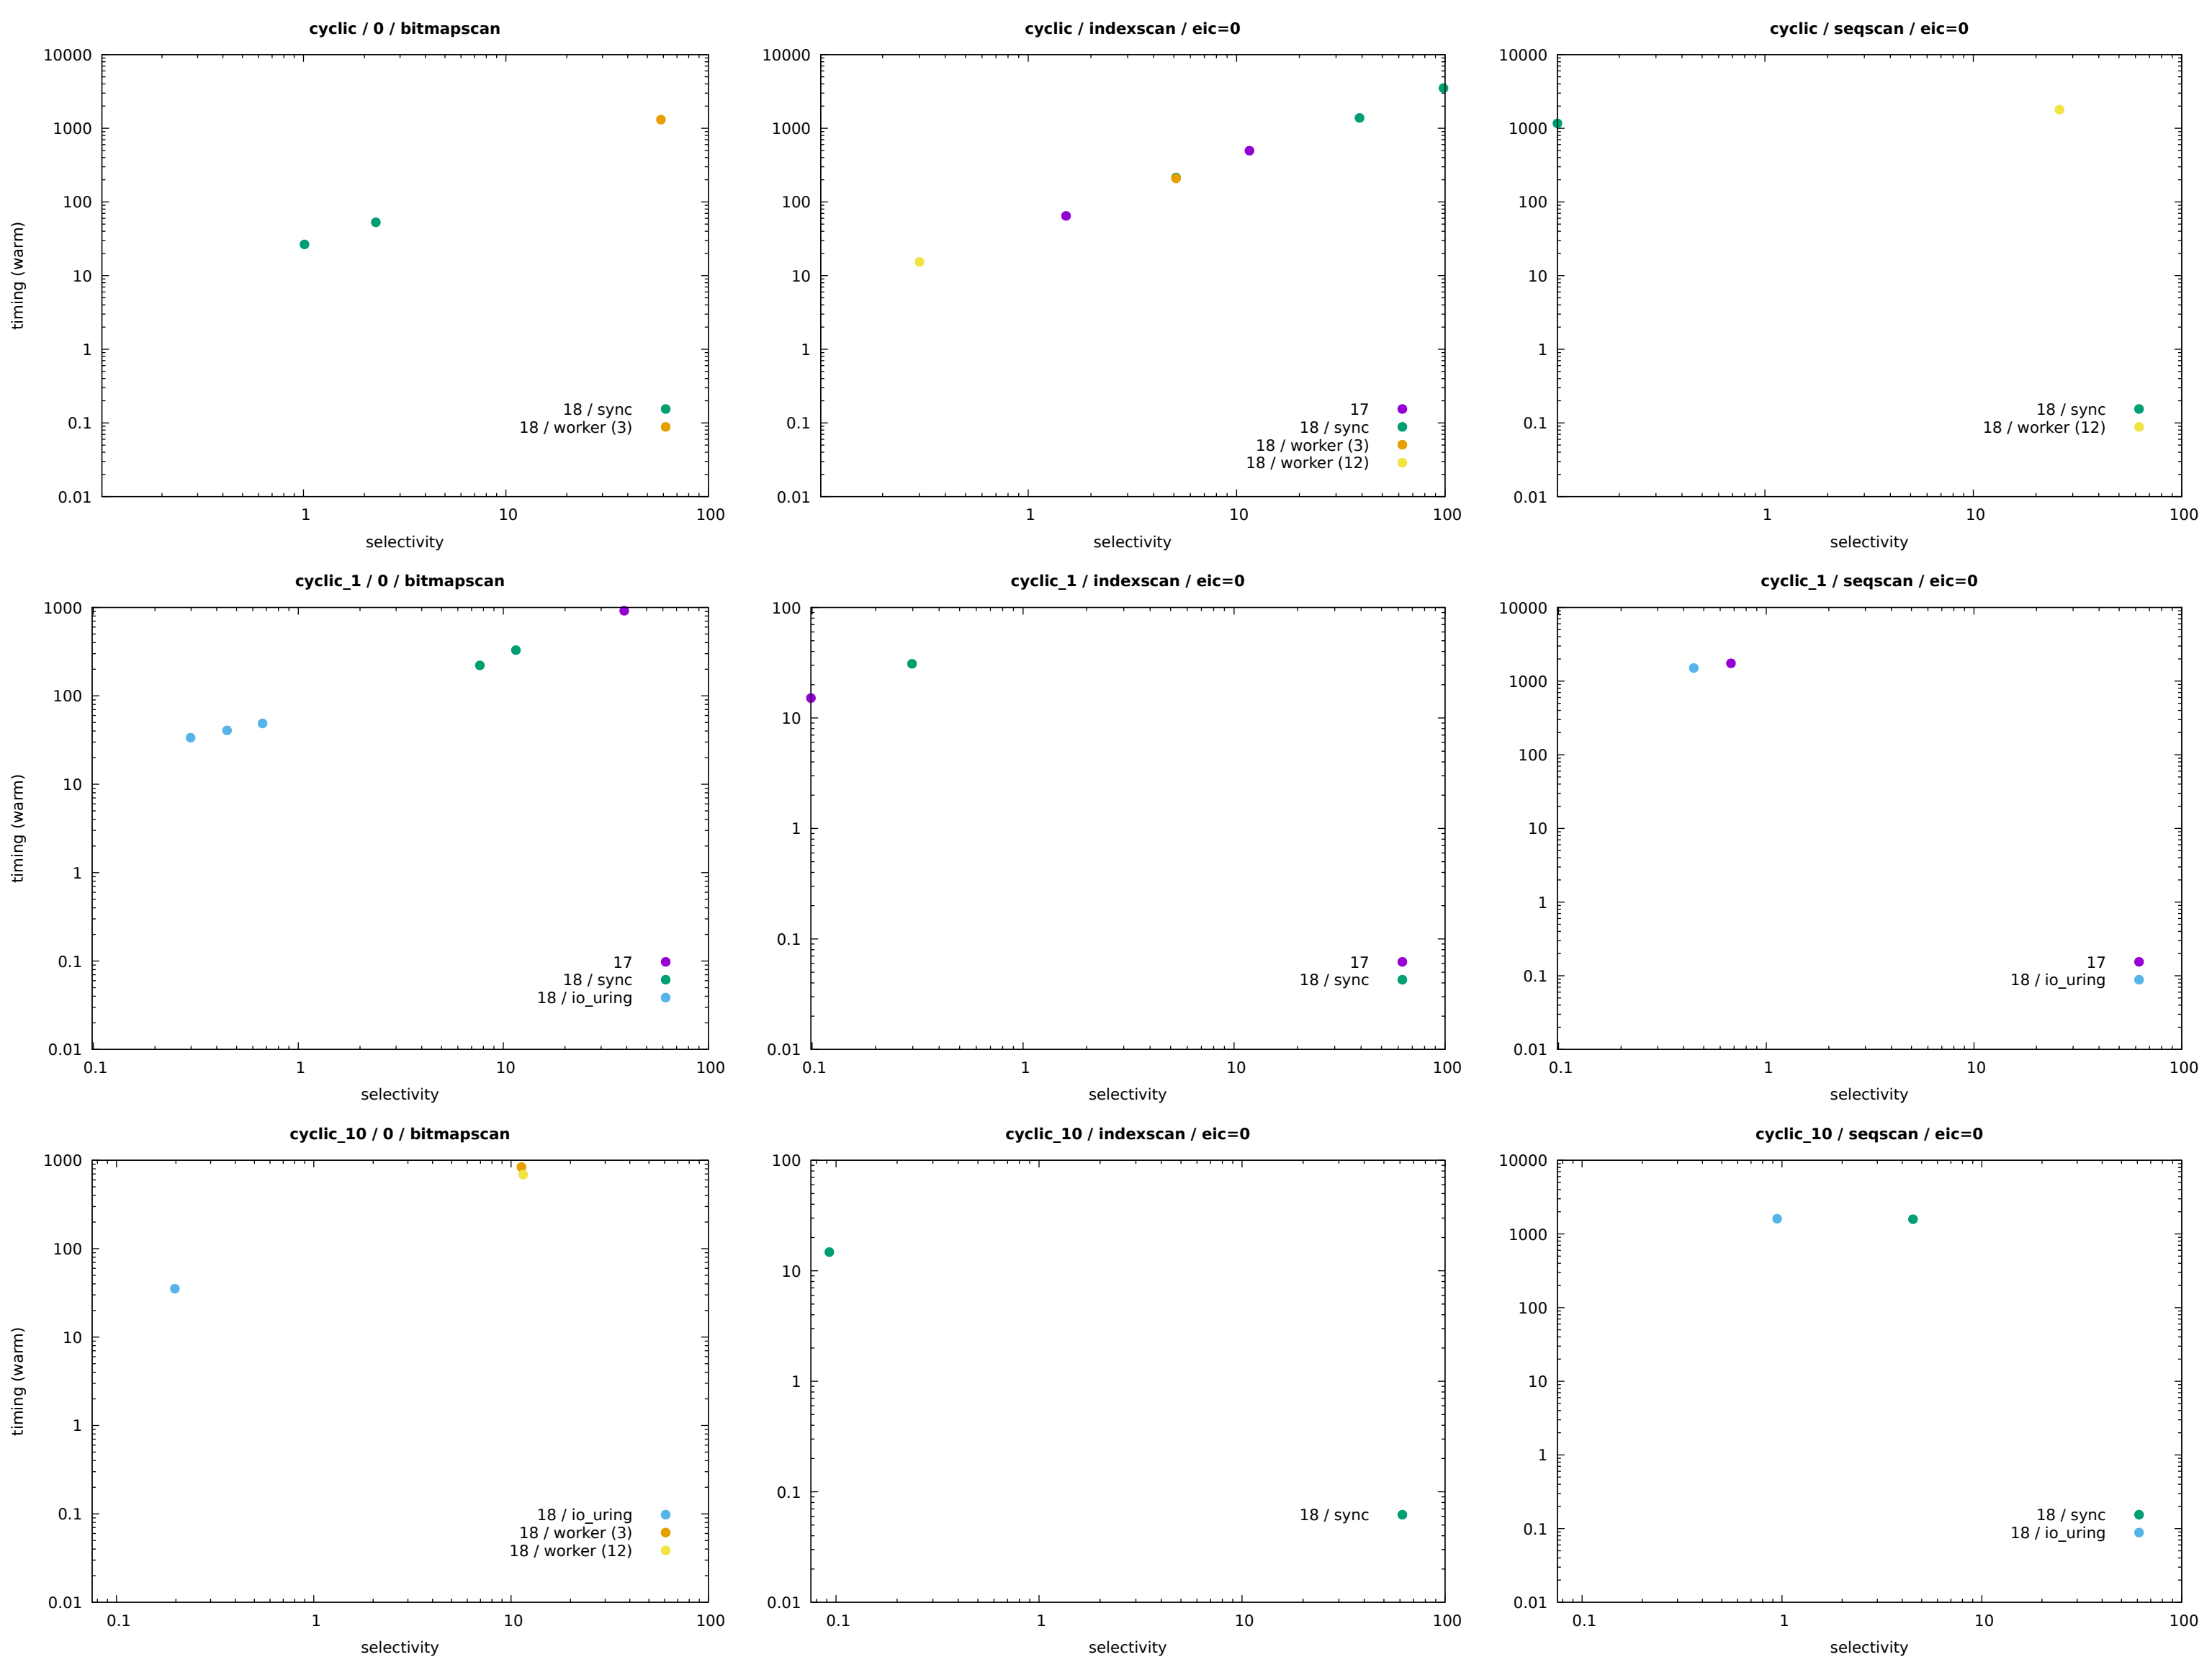 cyclic / 0 / bitmapscan
10000
1000
100
10
1
0.1
0.01
1
10
100
timing (warm)
selectivity
18 / sync
18 / worker (3)
cyclic / indexscan / eic=0
10000
1000
100
10
1
0.1
0.01
1
10
100
selectivity
17
18 / sync
18 / worker (3)
18 / worker (12)
cyclic / seqscan / eic=0
10000
1000
100
10
1
0.1
0.01
1
10
100
selectivity
18 / sync
18 / worker (12)
cyclic_1 / 0 / bitmapscan
1000
100
10
1
0.1
0.01
0.1
1
10
100
timing (warm)
selectivity
17
18 / sync
18 / io_uring
cyclic_1 / indexscan / eic=0
100
10
1
0.1
0.01
0.1
1
10
100
selectivity
17
18 / sync
cyclic_1 / seqscan / eic=0
10000
1000
100
10
1
0.1
0.01
0.1
1
10
100
selectivity
17
18 / io_uring
cyclic_10 / 0 / bitmapscan
1000
100
10
1
0.1
0.01
0.1
1
10
100
timing (warm)
selectivity
18 / io_uring
18 / worker (3)
18 / worker (12)
cyclic_10 / indexscan / eic=0
100
10
1
0.1
0.01
0.1
1
10
100
selectivity
18 / sync
cyclic_10 / seqscan / eic=0
10000
1000
100
10
1
0.1
0.01
0.1
1
10
100
selectivity
18 / sync
18 / io_uring